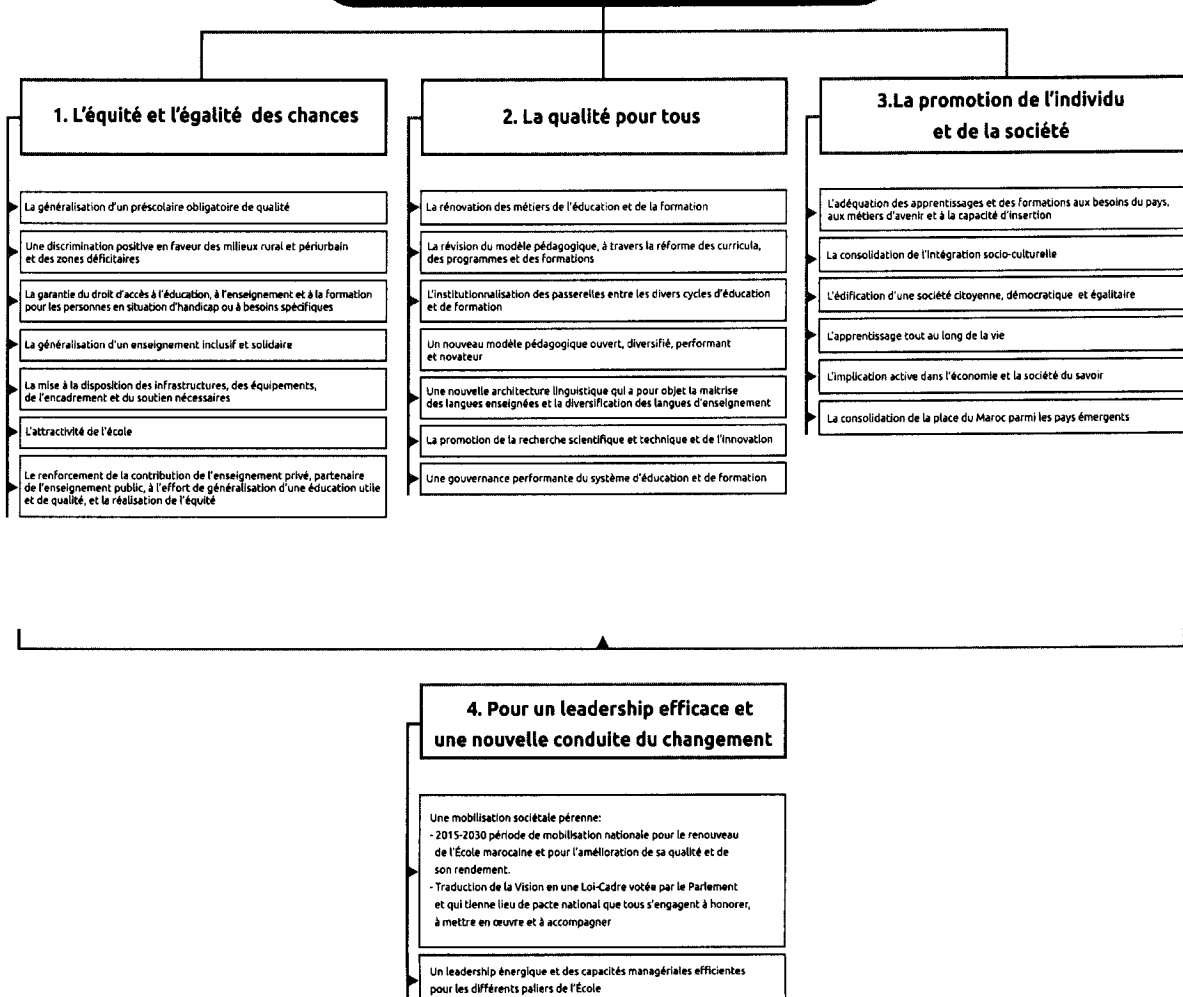 1. L'équité et l'égalité des chances
La généralisation d'un préscolaire obligatoire de qualité
Une discrimination positive en faveur des milieux rural et périurbain
et des zones déficitaires
La garantie du droit d'accès à l'éducation, à l'enseignement et à la formation
pour les personnes en situation d'handicap ou à besoins spécifiques
La généralisation d'un enseignement inclusif et solidaire
La mise à la disposition des infrastructures, des équipements,
de l'encadrement et du soutien nécessaires
L'attractivité de l'école
Le renforcement de la contribution de l'enseignement privé, partenaire
de l'enseignement public, à l'effort de généralisation d'une éducation utile
et de qualité, et la réalisation de l'équité
2. La qualité pour tous
La rénovation des métiers de l'éducation et de la formation
La révision du modèle pédagogique, à travers la réforme des curricula,
des programmes et des formations
L'institutionnalisation des passerelles entre les divers cycles d'éducation
et de formation
Un nouveau modèle pédagogique ouvert, diversifié, performant
et novateur
Une nouvelle architecture linguistique qui a pour objet la maitrise
des langues enseignées et la diversification des langues d'enseignement
La promotion de la recherche scientifique et technique et de l'innovation
Une gouvernance performante du système d'éducation et de formation
3.La promotion de l'individu
et de la société
L'adéquation des apprentissages et des formations aux besoins du pays,
aux métiers d'avenir et à la capacité d'insertion
La consolidation de l'intégration socio-culturelle
L'édification d'une société citoyenne, démocratique et égalitaire
L'apprentissage tout au long de la vie
L'implication active dans l'économie et la société du savoir
La consolidation de la place du Maroc parmi les pays émergents
4. Pour un leadership efficace et
une nouvelle conduite du changement
Une mobilisation sociétale pérenne:
- 2015-2030 période de mobilisation nationale pour le renouveau
de l'École marocaine et pour l'amélioration de sa qualité et de
son rendement.
- Traduction de la Vision en une Loi-Cadre votée par le Parlement
et qui tienne lieu de pacte national que tous s'engagent à honorer,
à mettre en œuvre et à accompagner
Un leadership énergique et des capacités managériales efficientes
pour les différents paliers de l'École